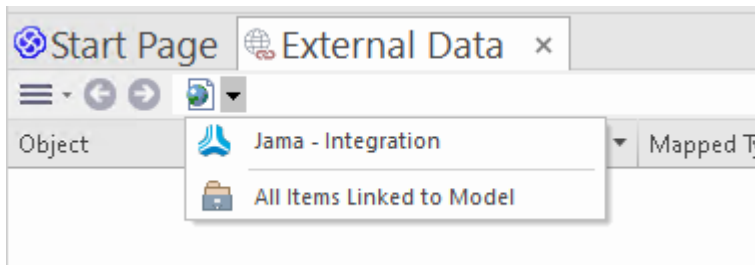 Start Page External Data ×
Jama - Integration
Object Mapped
All Items Linked to Model